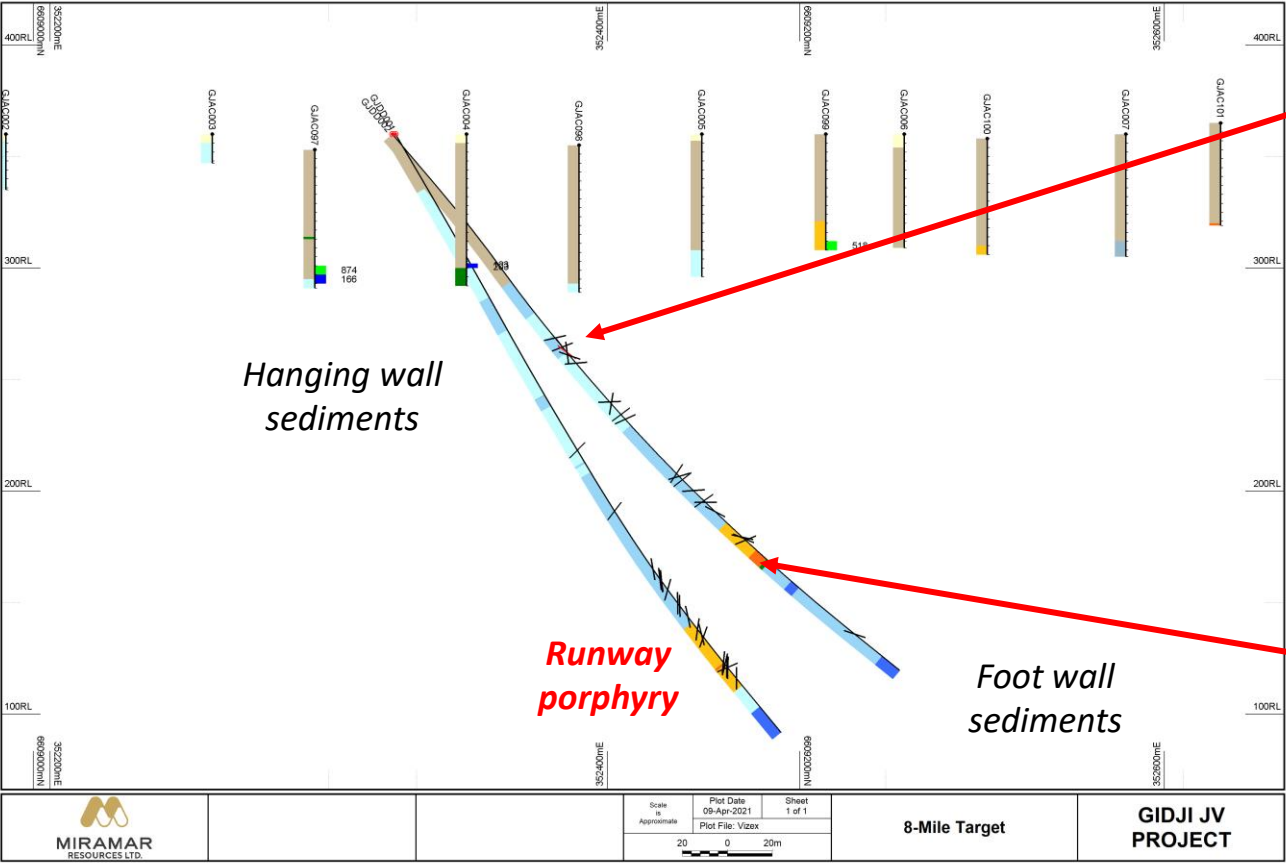 6609000mN
352200mE
352400mE
6609200mN
352600mE
400RL
400RL
GJAC002
GJAC003
GJAC097
GJDD001
GJDD002
GJAC004
GJAC098
GJAC005
GJAC099
GJAC006
GJAC100
GJAC007
GJAC101
300RL
300RL
874
166
518
Hanging wall
sediments
200RL
200RL
Runway
porphyry
Foot wall
sediments
100RL
100RL
6609000mN
352200mE
352400mE
6609200mN
352600mE
MIRAMAR
RESOURCES LTD.
Scale
is
Approximate
Plot Date
09-Apr-2021
Sheet
1 of 1
Plot File: Vizex
20 0 20m
8-Mile Target
GIDJI JV
PROJECT